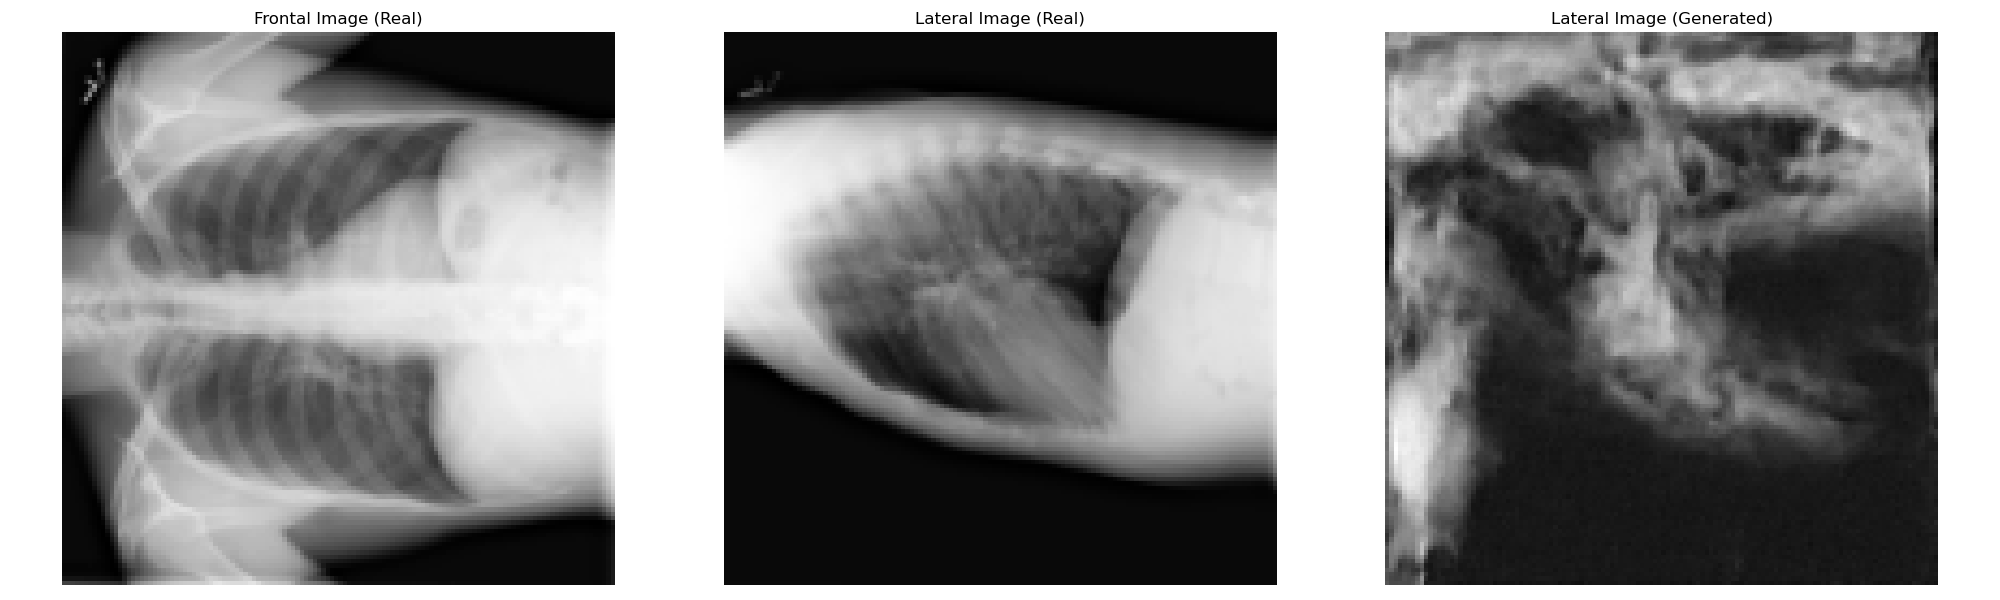 Frontal Image (Real)
Lateral Image (Real)
Lateral Image (Generated)